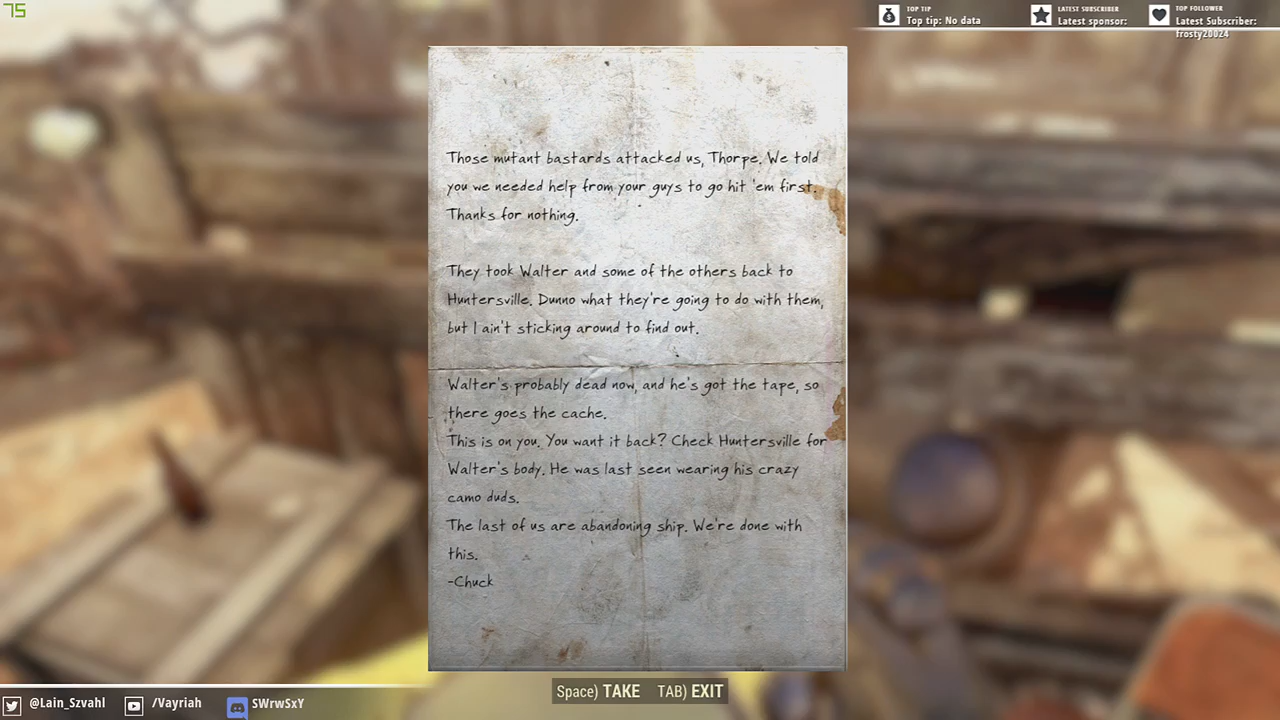 75
TOP TIP
Top tip: No data
LATEST SUBSCRIBER
Latest sponsor:
TOP FOLLOWER
Latest Subscriber:
frosty20024
Those mutant bastards attacked us, Thorpe. We told
you we needed help from your guys to go hit 'em first.
Thanks for nothing.
They took Walter and some of the others back to
Huntersville. Dunno what they're going to do with them,
but I ain't sticking around to find out.
Walter's probably dead now, and he's got the tape, so
there goes the cache.
This is on you. You want it back? Check Huntersville for
Walter's body. He was last seen wearing his crazy
camo duds.
The last of us are abandoning ship. We're done with
this.
-Chuck
Space) TAKE TAB) EXIT
@Lain_Szvahl /Vayriah SWrwSxY